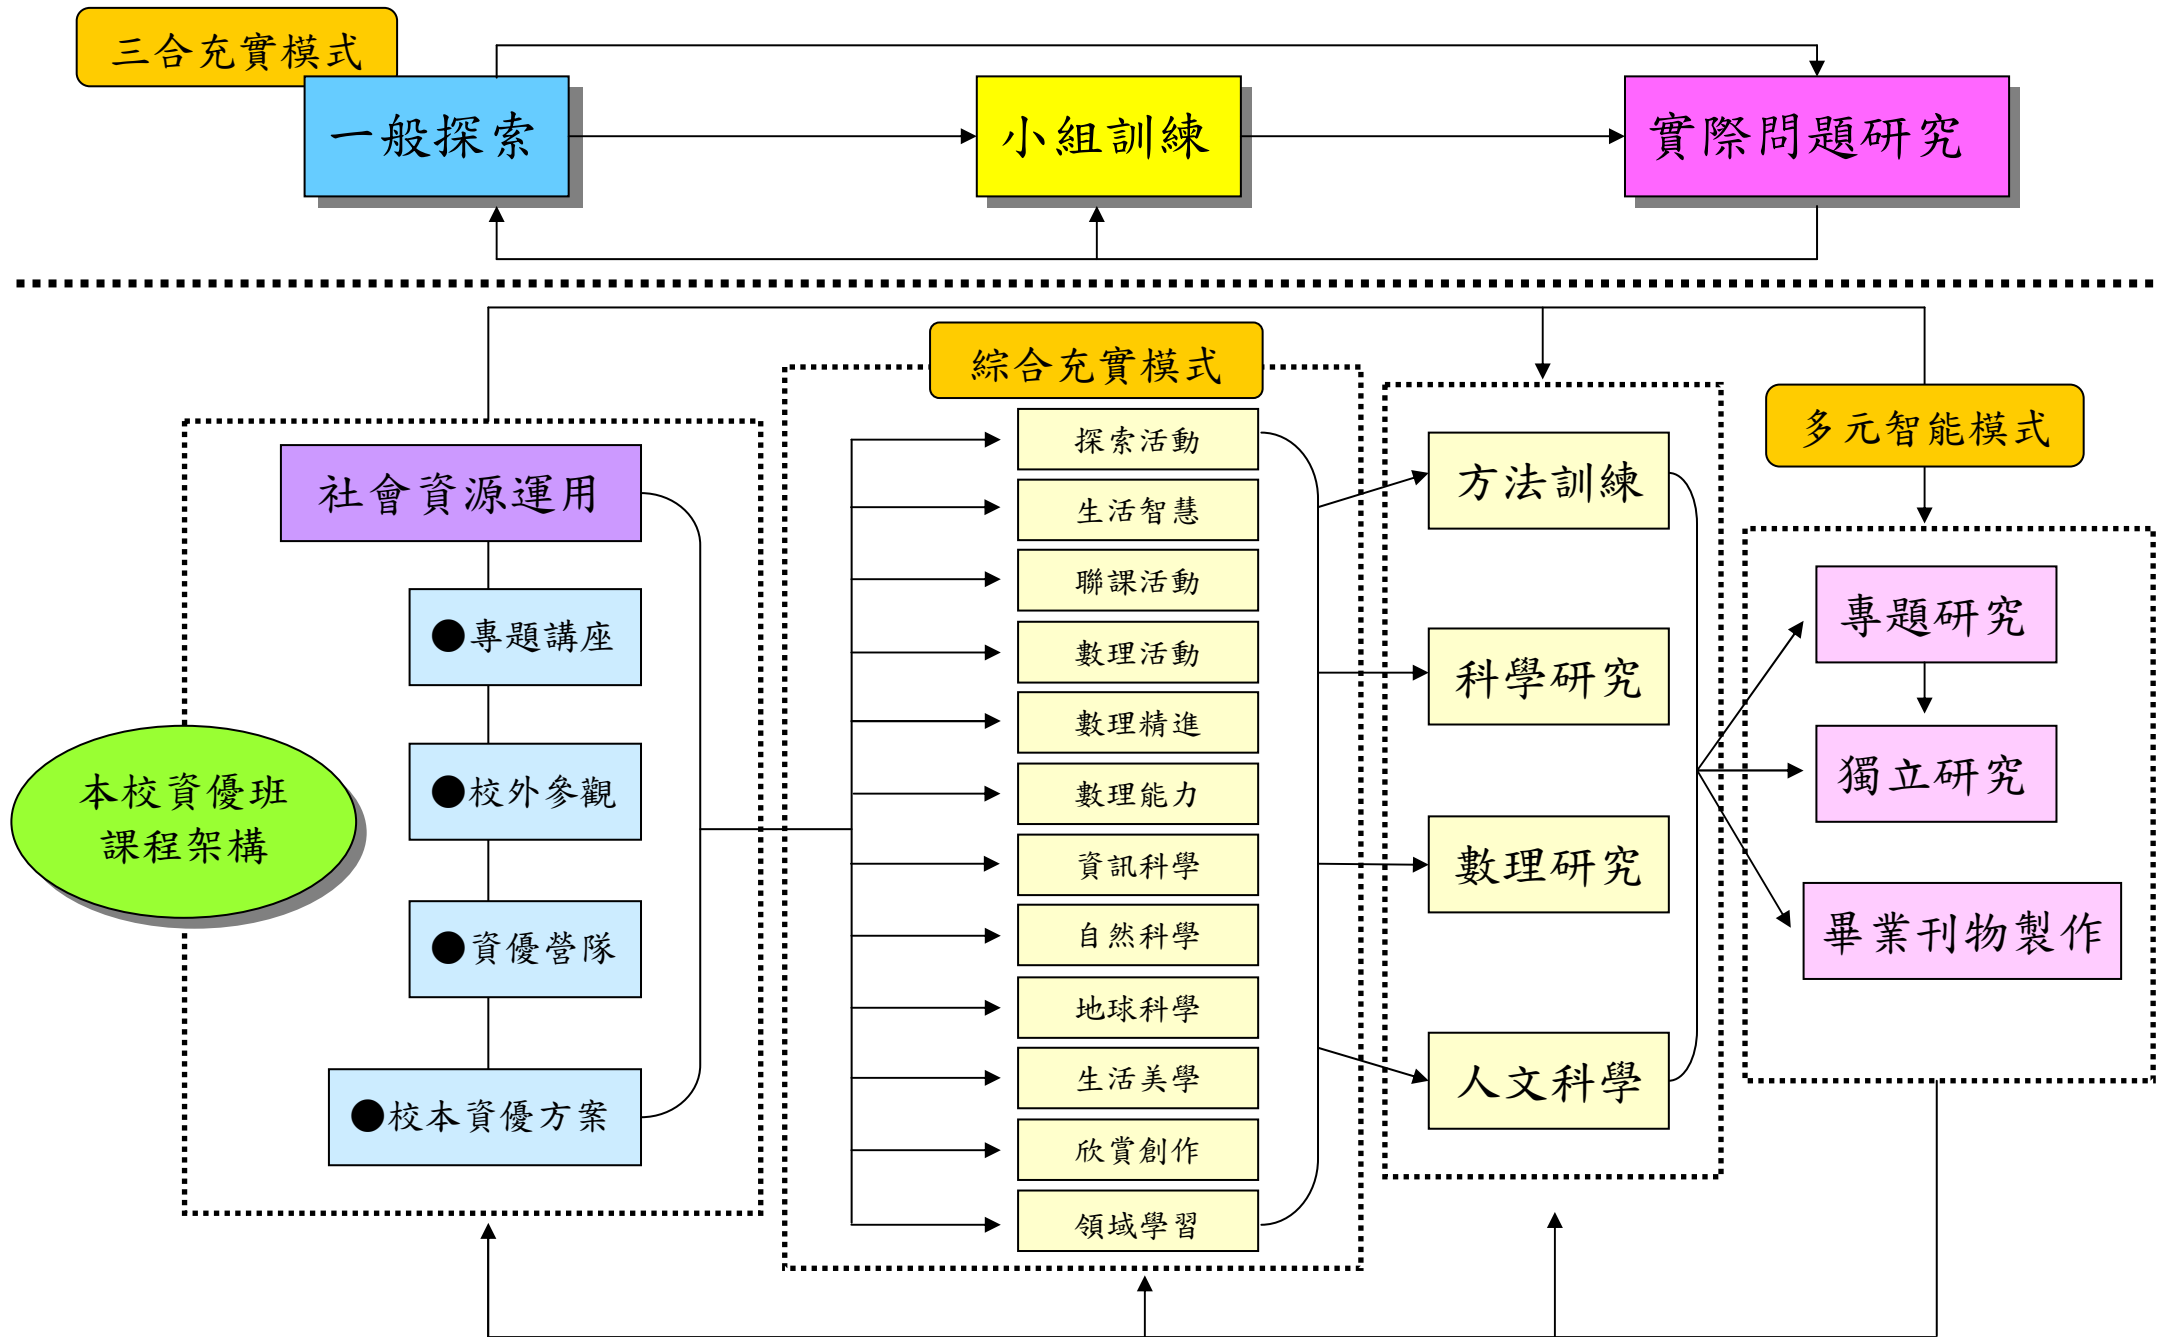 三合充實模式
一般探索
小組訓練
實際問題研究
綜合充實模式
多元智能模式
本校資優班
課程架構
社會資源運用
●專題講座
●校外參觀
●資優營隊
●校本資優方案
探索活動
生活智慧
聯課活動
數理活動
數理精進
數理能力
資訊科學
自然科學
地球科學
生活美學
欣賞創作
領域學習
方法訓練
科學研究
數理研究
人文科學
專題研究
獨立研究
畢業刊物製作